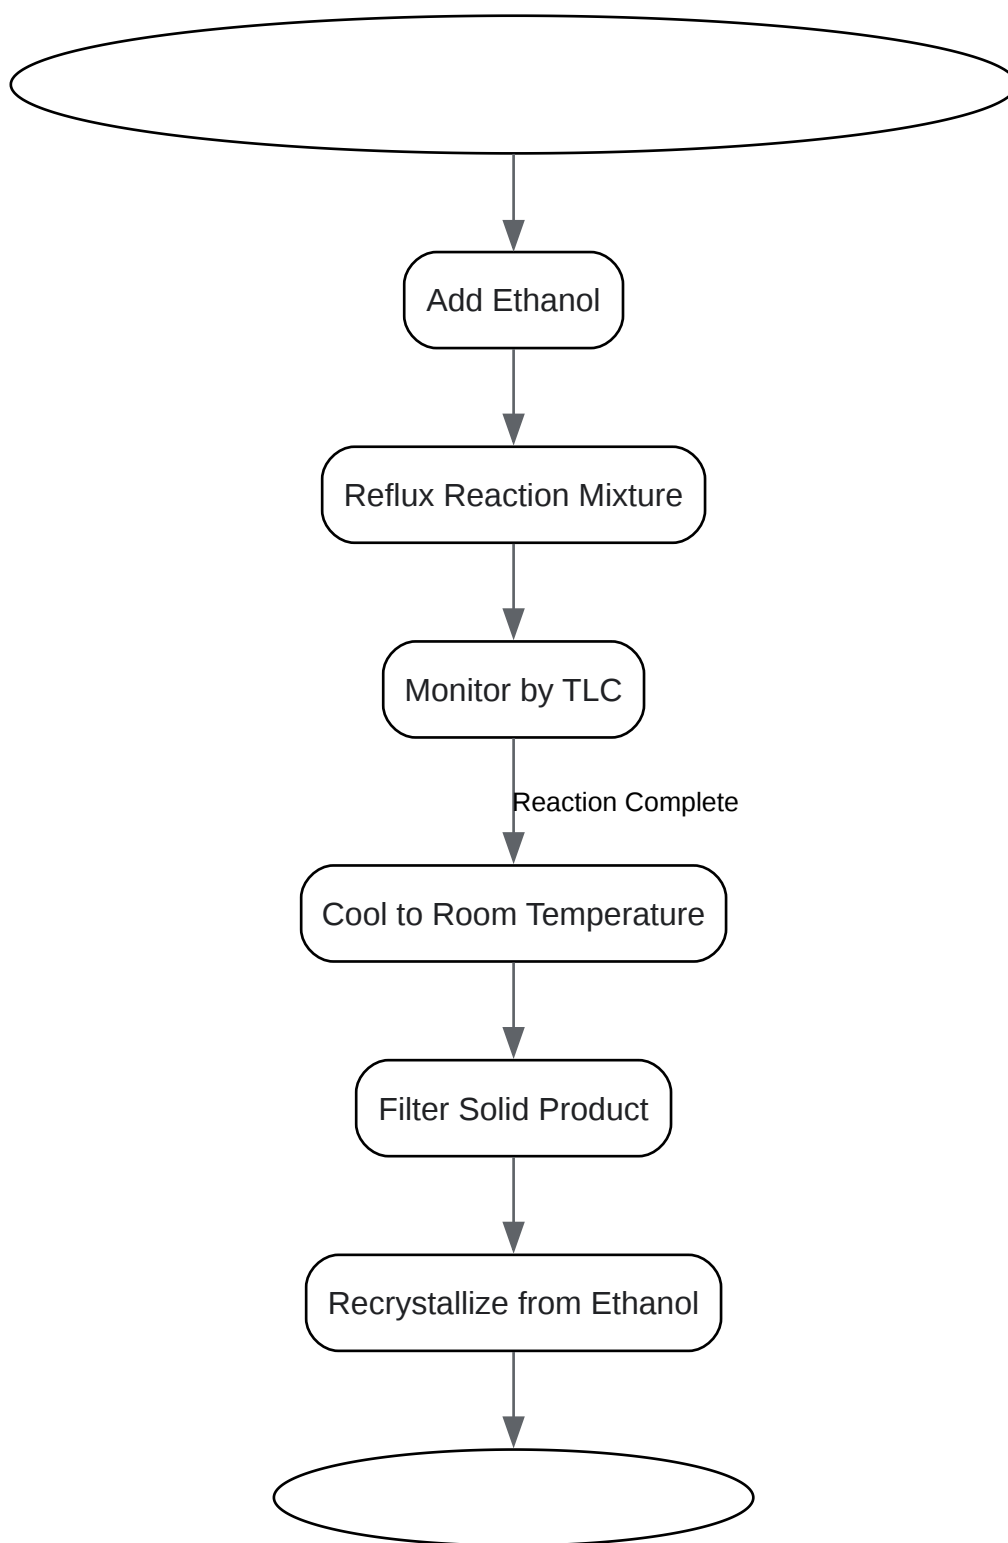 Add Ethanol
Reflux Reaction Mixture
Monitor by TLC
Reaction Complete
Cool to Room Temperature
Filter Solid Product
Recrystallize from Ethanol